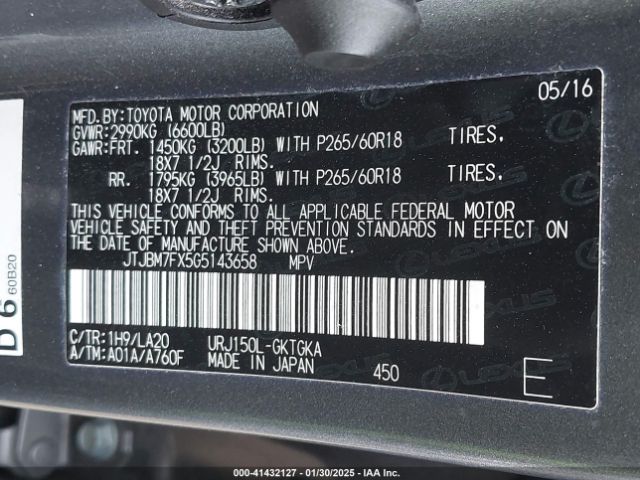 05/16
MFD.BY:TOYOTA MOTOR CORPORATION
GVWR:2990KG (6600LB)
GAWR:FRT. 1450KG (3200LB) WITH P265/60R18 TIRES.
18X7 1/2J RIMS.
RR. 1795KG (3965LB) WITH P265/60R18 TIRES.
18X7 1/2J RIMS.
THIS VEHICLE CONFORMS TO ALL APPLICABLE FEDERAL MOTOR
VEHICLE SAFETY AND THEFT PREVENTION STANDARDS IN EFFECT ON
THE DATE OF MANUFACTURE SHOWN ABOVE.
JTJBM7FX5G5143658 MPV
C/TR:1H9/LA20 URJ150L-GKTGKA
A/TM:A01A/A760F MADE IN JAPAN 450 E
D 6 60B20
LEXUS
000-41432127 - 01/30/2025 - IAA Inc.